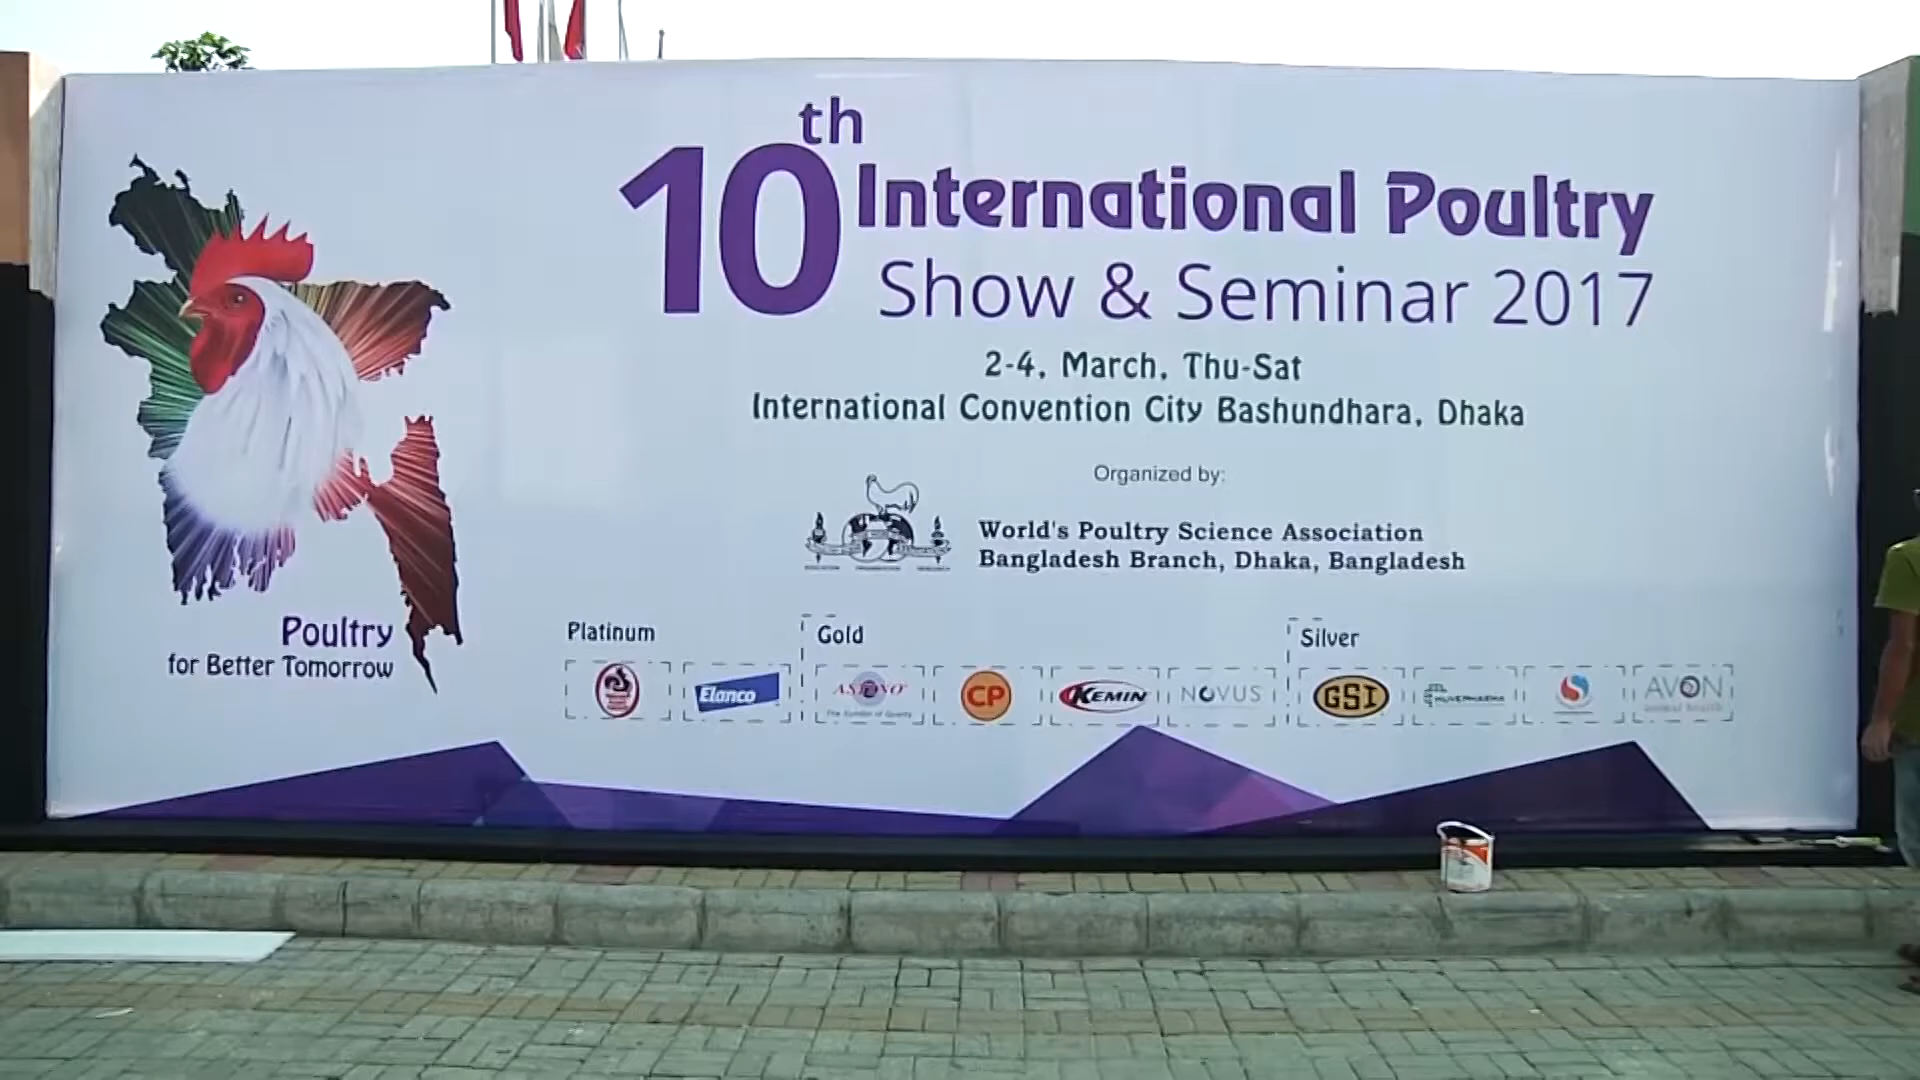 10th International Poultry
Show & Seminar 2017
2-4, March, Thu-Sat
International Convention City Bashundhara, Dhaka
Organized by:
World's Poultry Science Association
Bangladesh Branch, Dhaka, Bangladesh
Poultry
for Better Tomorrow
Platinum
Gold
Silver
Elanco
CP
KEMIN
NOVUS
GSI
AVON
animal health